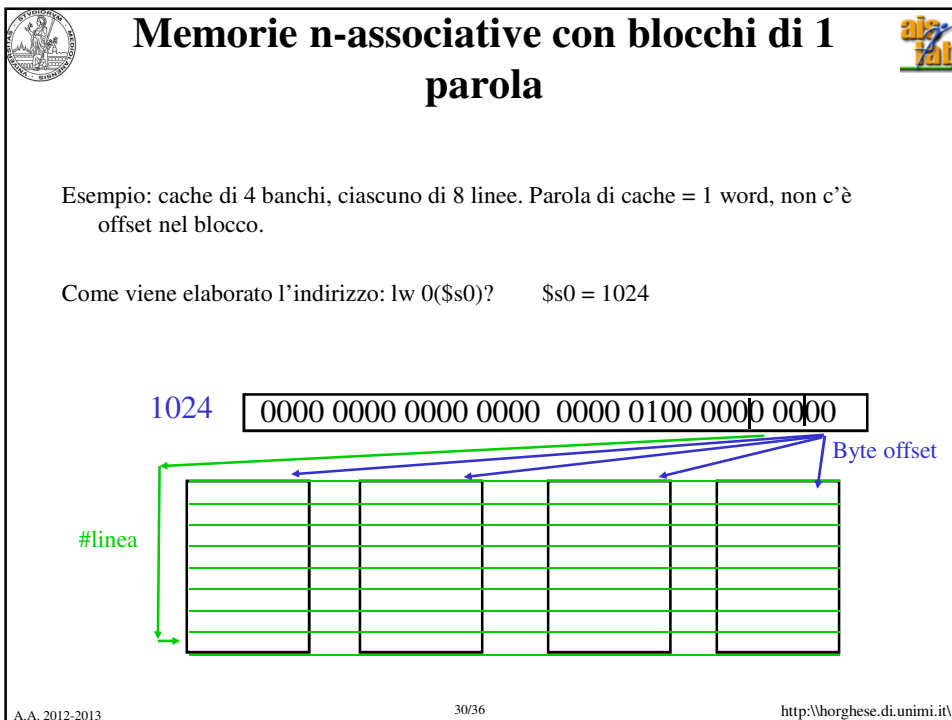 Memorie n-associative con blocchi di 1
parola
Esempio: cache di 4 banchi, ciascuno di 8 linee. Parola di cache = 1 word, non c'è
offset nel blocco.
Come viene elaborato l'indirizzo: lw 0($s0)? $s0 = 1024
1024 0000 0000 0000 0000 0000 0100 0000 0000
Byte offset
#linea
A.A. 2012-2013 30/36 http:\\horghese.di.unimi.it\